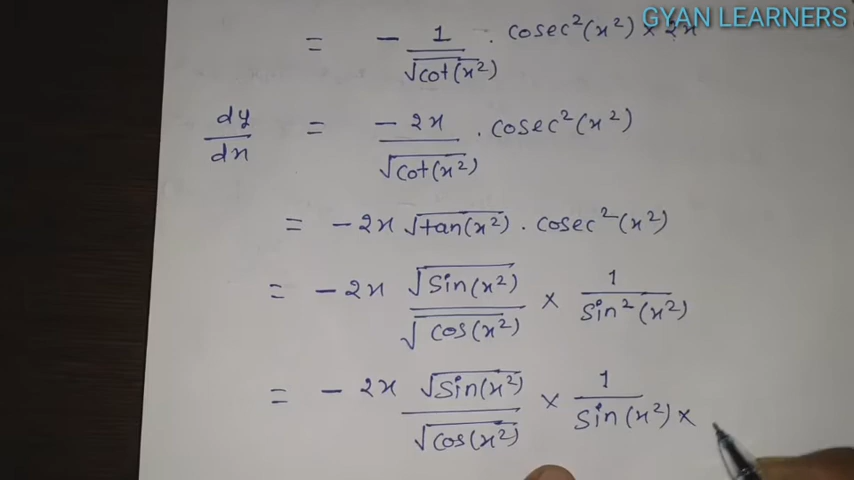 GYAN LEARNERS
= - 1/√cot(x²) . cosec²(x²) × 2x
dy/dx = -2x/√cot(x²) . cosec²(x²)
= -2x √tan(x²) . cosec²(x²)
= -2x √Sin(x²)/√cos(x²) × 1/Sin²(x²)
= -2x √Sin(x²)/√cos(x²) × 1/Sin(x²) ×